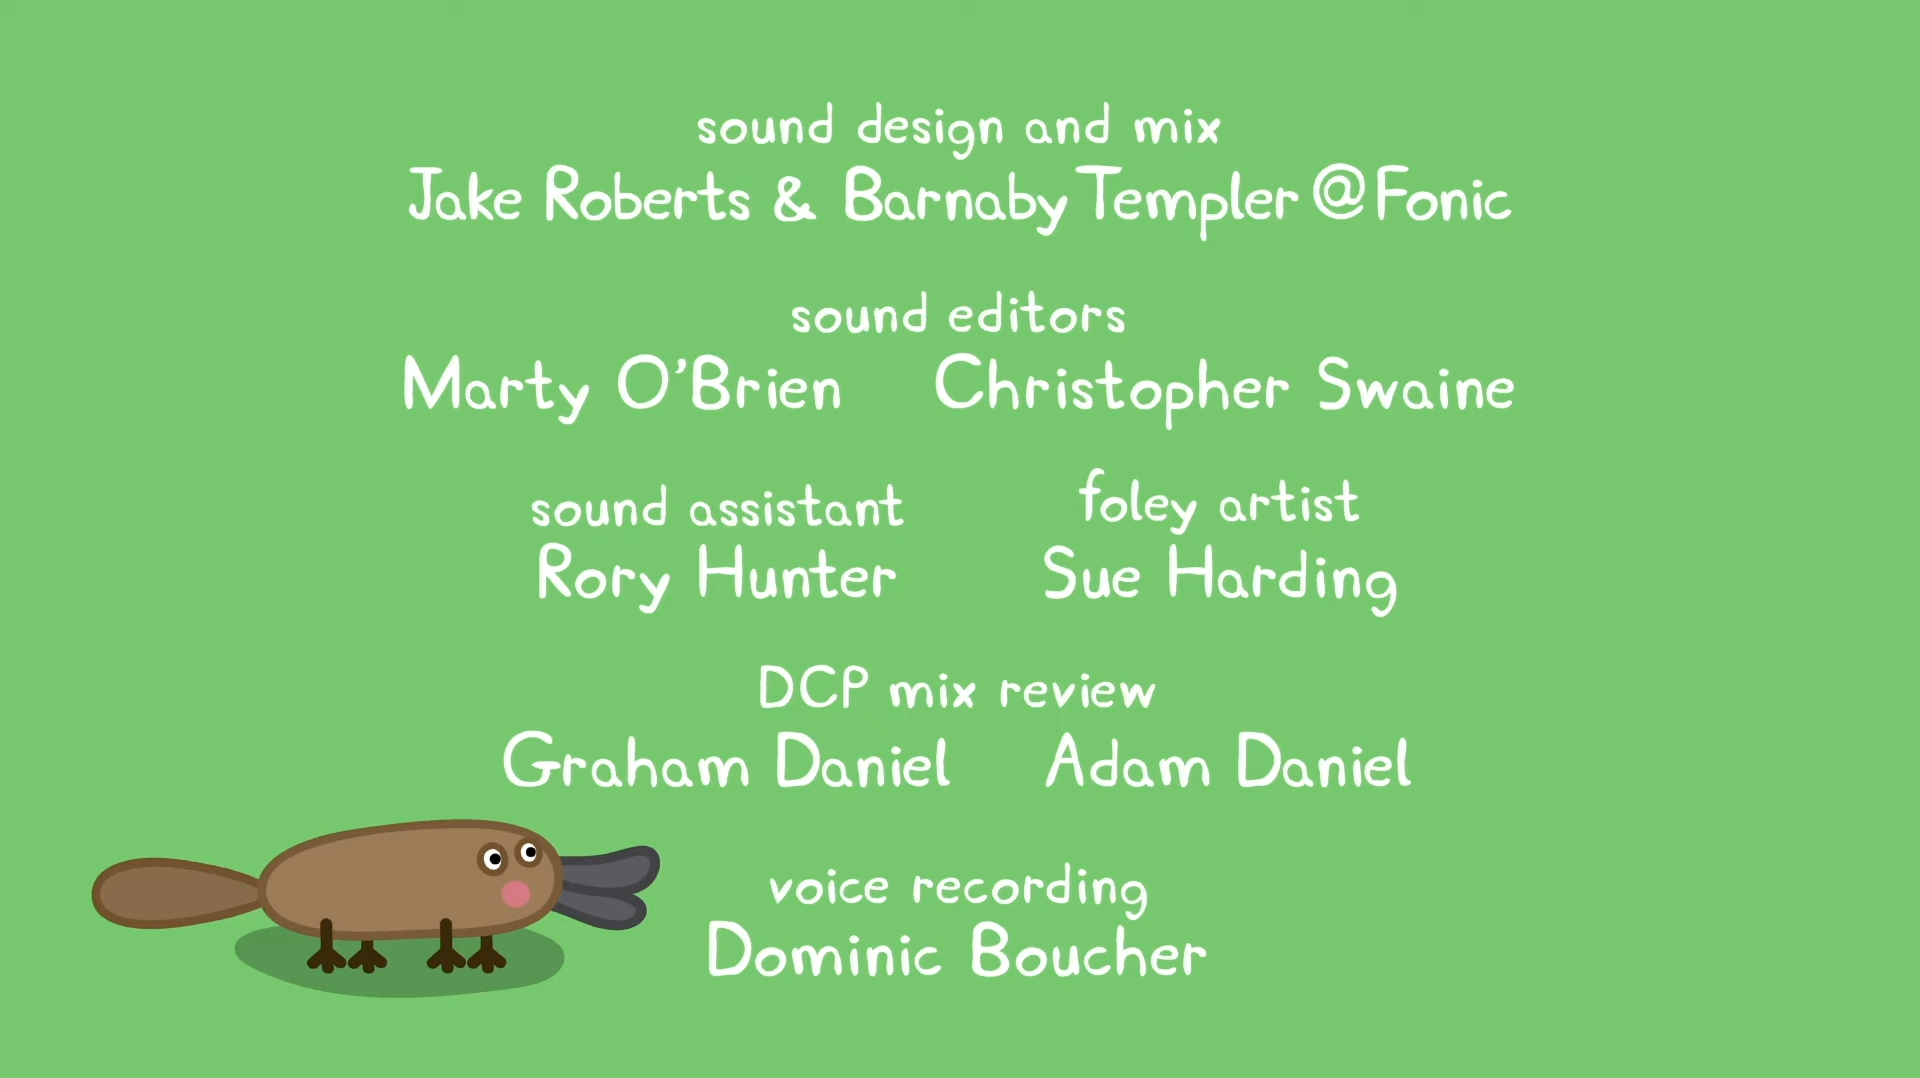 sound design and mix
Jake Roberts & Barnaby Templer @ Fonic
sound editors
Marty O'Brien Christopher Swaine
sound assistant foley artist
Rory Hunter Sue Harding
DCP mix review
Graham Daniel Adam Daniel
voice recording
Dominic Boucher